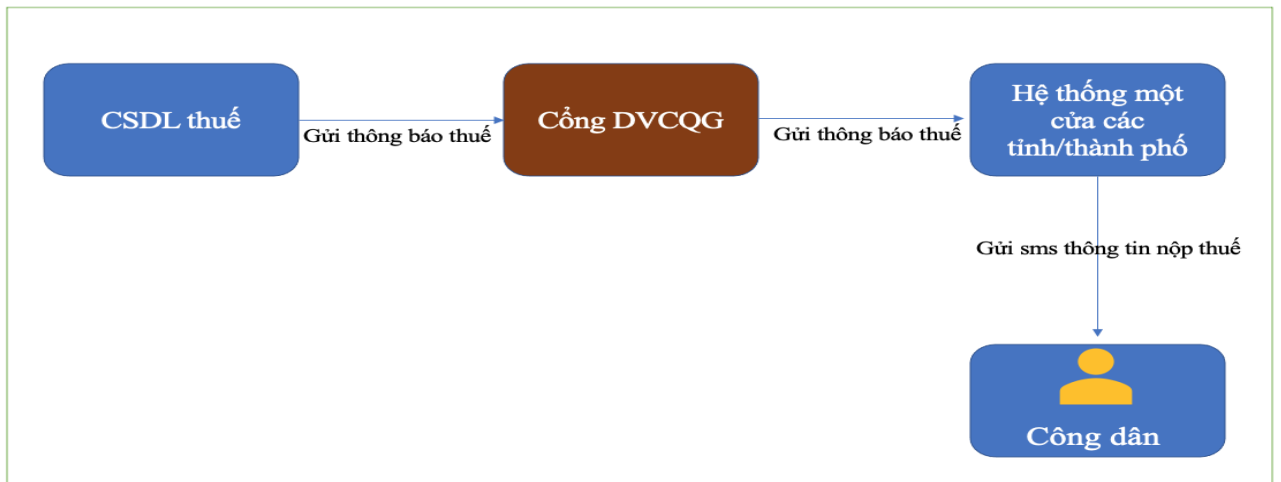 CSDL thuế
Gửi thông báo thuế
Cổng DVCQG
Gửi thông báo thuế
Hệ thống một
cửa các
tỉnh/thành phố
Gửi sms thông tin nộp thuế
Công dân